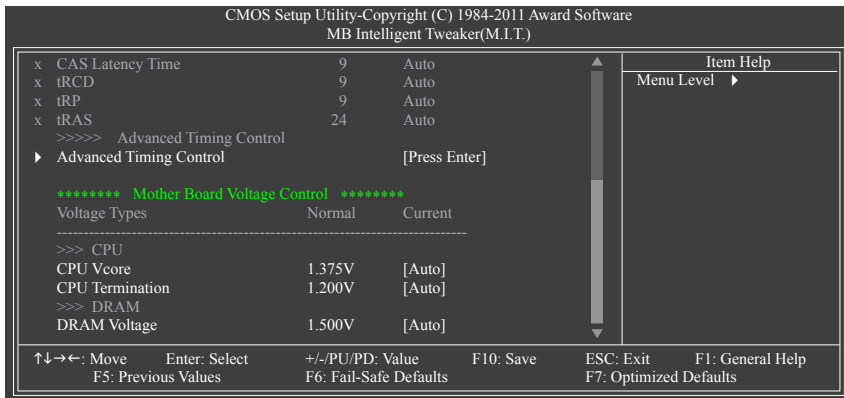 CMOS Setup Utility-Copyright (C) 1984-2011 Award Software
MB Intelligent Tweaker(M.I.T.)
x CAS Latency Time 9 Auto
x tRCD 9 Auto
x tRP 9 Auto
x tRAS 24 Auto
>>>>> Advanced Timing Control
Advanced Timing Control [Press Enter]
******** Mother Board Voltage Control ********
Voltage Types Normal Current
-----------------------------------------------------------------------------
>>> CPU
CPU Vcore 1.375V [Auto]
CPU Termination 1.200V [Auto]
>>> DRAM
DRAM Voltage 1.500V [Auto]
Item Help
Menu Level
↑↓→←: Move Enter: Select +/-/PU/PD: Value F10: Save ESC: Exit F1: General Help
F5: Previous Values F6: Fail-Safe Defaults F7: Optimized Defaults